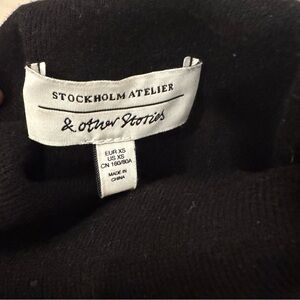 STOCKHOLM ATELIER
& other Stories
EUR XS
US XS
CN 160/80A
MADE IN
CHINA